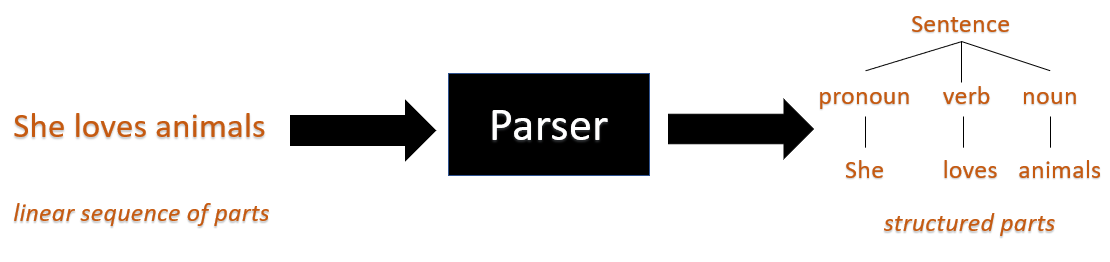 She loves animals
linear sequence of parts
Parser
Sentence
pronoun verb noun
She loves animals
structured parts